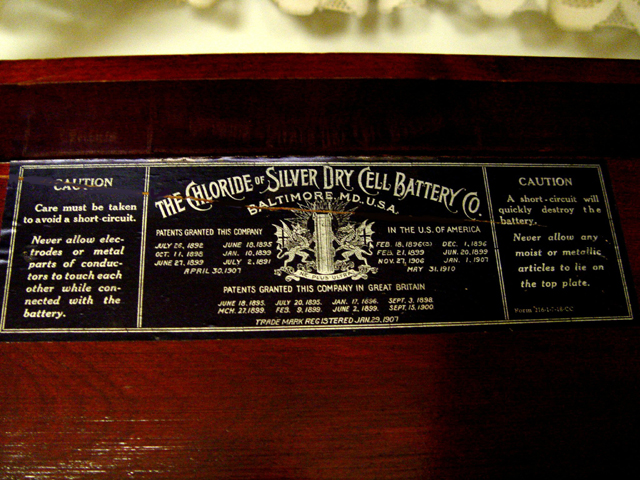 CAUTION
Care must be taken
to avoid a short-circuit.
Never allow elec-
trodes or metal
parts of conduc-
tors to touch each
other while con-
nected with the
battery.
THE CHLORIDE OF SILVER DRY CELL BATTERY CO.
BALTIMORE, MD. U.S.A.
PATENTS GRANTED THIS COMPANY IN THE U.S. OF AMERICA
JULY 26, 1892 JUNE 18, 1895 FEB. 18, 1896 DEC. 1, 1896
OCT. 11, 1898 JAN. 10, 1899 FEB. 21, 1899 JUN. 20, 1899
JUNE 27, 1899 JULY 2, 1891 NOV. 27, 1906 JAN. 1, 1907
APRIL 30, 1907 MAY 31, 1910
NE PLUS ULTRA
PATENTS GRANTED THIS COMPANY IN GREAT BRITAIN
JUNE 18, 1895. JULY 20, 1895. JAN. 17, 1896. SEPT. 3, 1898.
MCH. 27, 1899. FEB. 9, 1899. JUNE 2, 1899. SEPT. 15, 1900.
TRADE MARK REGISTERED JAN. 29, 1907
CAUTION
A short-circuit will
quickly destroy the
battery.
Never allow any
moist or metallic
articles to lie on
the top plate.
Form